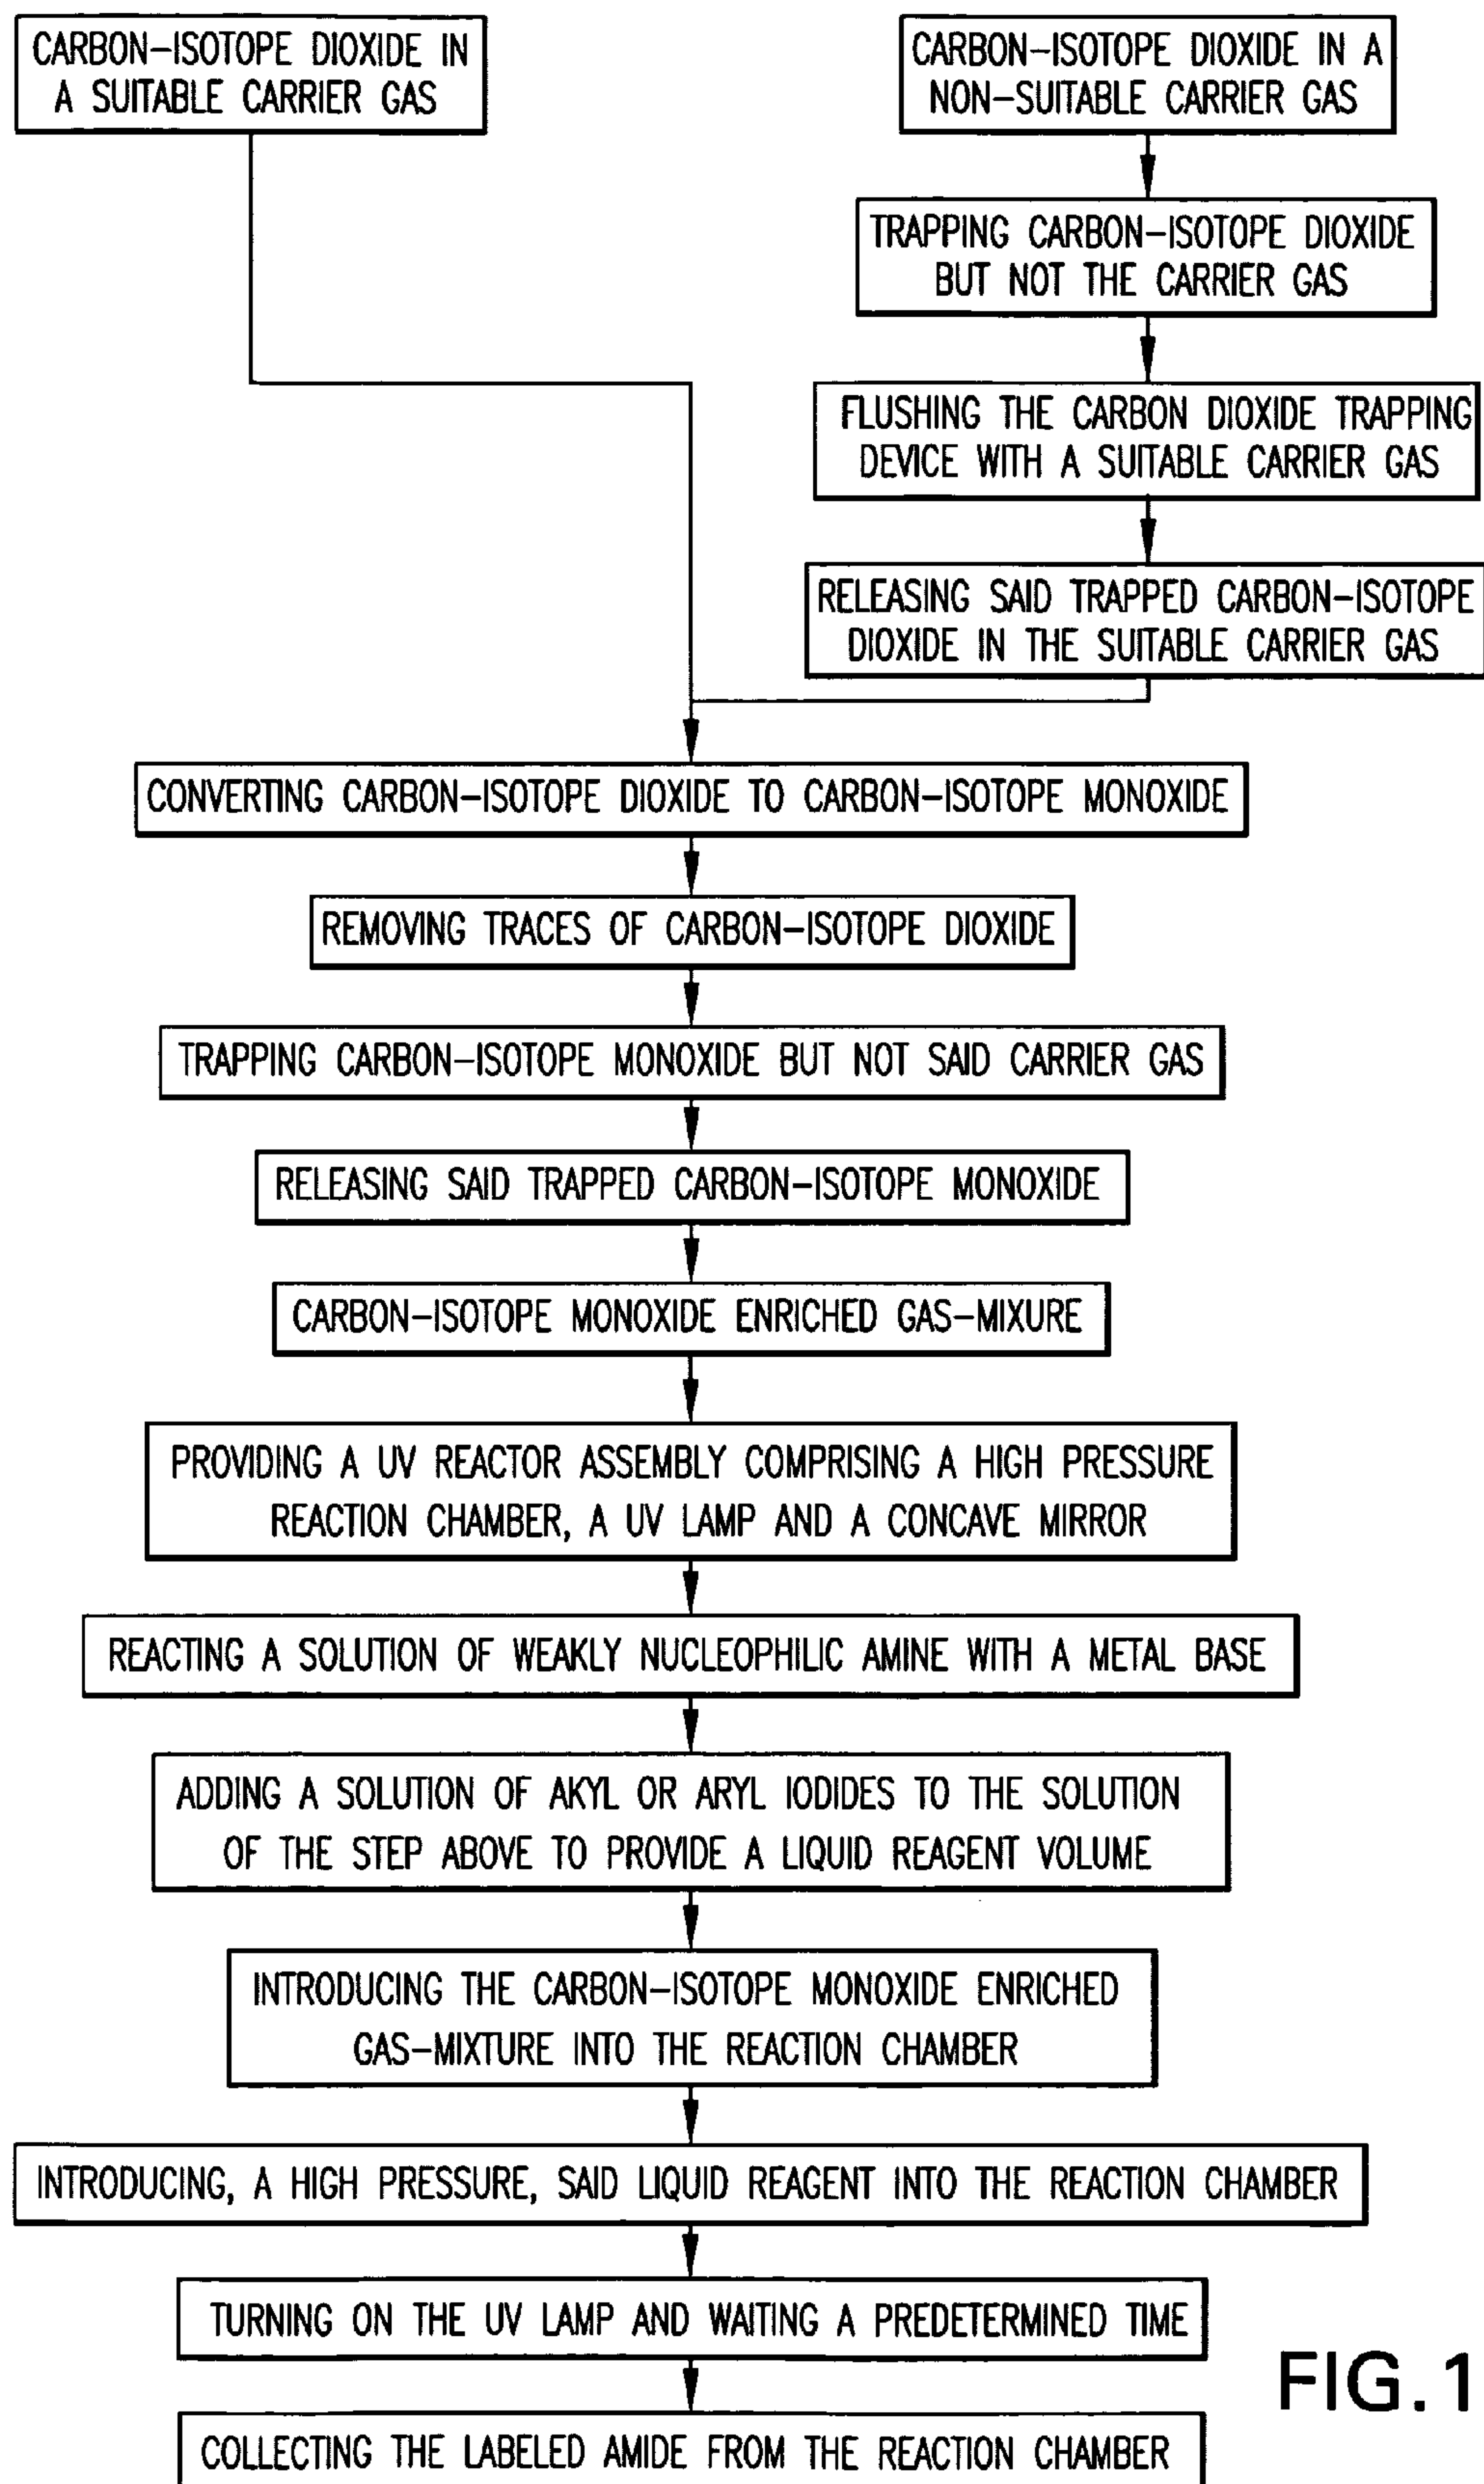 CARBON-ISOTOPE DIOXIDE IN
A SUITABLE CARRIER GAS
CARBON-ISOTOPE DIOXIDE IN A
NON-SUITABLE CARRIER GAS
TRAPPING CARBON-ISOTOPE DIOXIDE
BUT NOT THE CARRIER GAS
FLUSHING THE CARBON DIOXIDE TRAPPING
DEVICE WITH A SUITABLE CARRIER GAS
RELEASING SAID TRAPPED CARBON-ISOTOPE
DIOXIDE IN THE SUITABLE CARRIER GAS
CONVERTING CARBON-ISOTOPE DIOXIDE TO CARBON-ISOTOPE MONOXIDE
REMOVING TRACES OF CARBON-ISOTOPE DIOXIDE
TRAPPING CARBON-ISOTOPE MONOXIDE BUT NOT SAID CARRIER GAS
RELEASING SAID TRAPPED CARBON-ISOTOPE MONOXIDE
CARBON-ISOTOPE MONOXIDE ENRICHED GAS-MIXURE
PROVIDING A UV REACTOR ASSEMBLY COMPRISING A HIGH PRESSURE
REACTION CHAMBER, A UV LAMP AND A CONCAVE MIRROR
REACTING A SOLUTION OF WEAKLY NUCLEOPHILIC AMINE WITH A METAL BASE
ADDING A SOLUTION OF AKYL OR ARYL IODIDES TO THE SOLUTION
OF THE STEP ABOVE TO PROVIDE A LIQUID REAGENT VOLUME
INTRODUCING THE CARBON-ISOTOPE MONOXIDE ENRICHED
GAS-MIXTURE INTO THE REACTION CHAMBER
INTRODUCING, A HIGH PRESSURE, SAID LIQUID REAGENT INTO THE REACTION CHAMBER
TURNING ON THE UV LAMP AND WAITING A PREDETERMINED TIME
COLLECTING THE LABELED AMIDE FROM THE REACTION CHAMBER
FIG.1